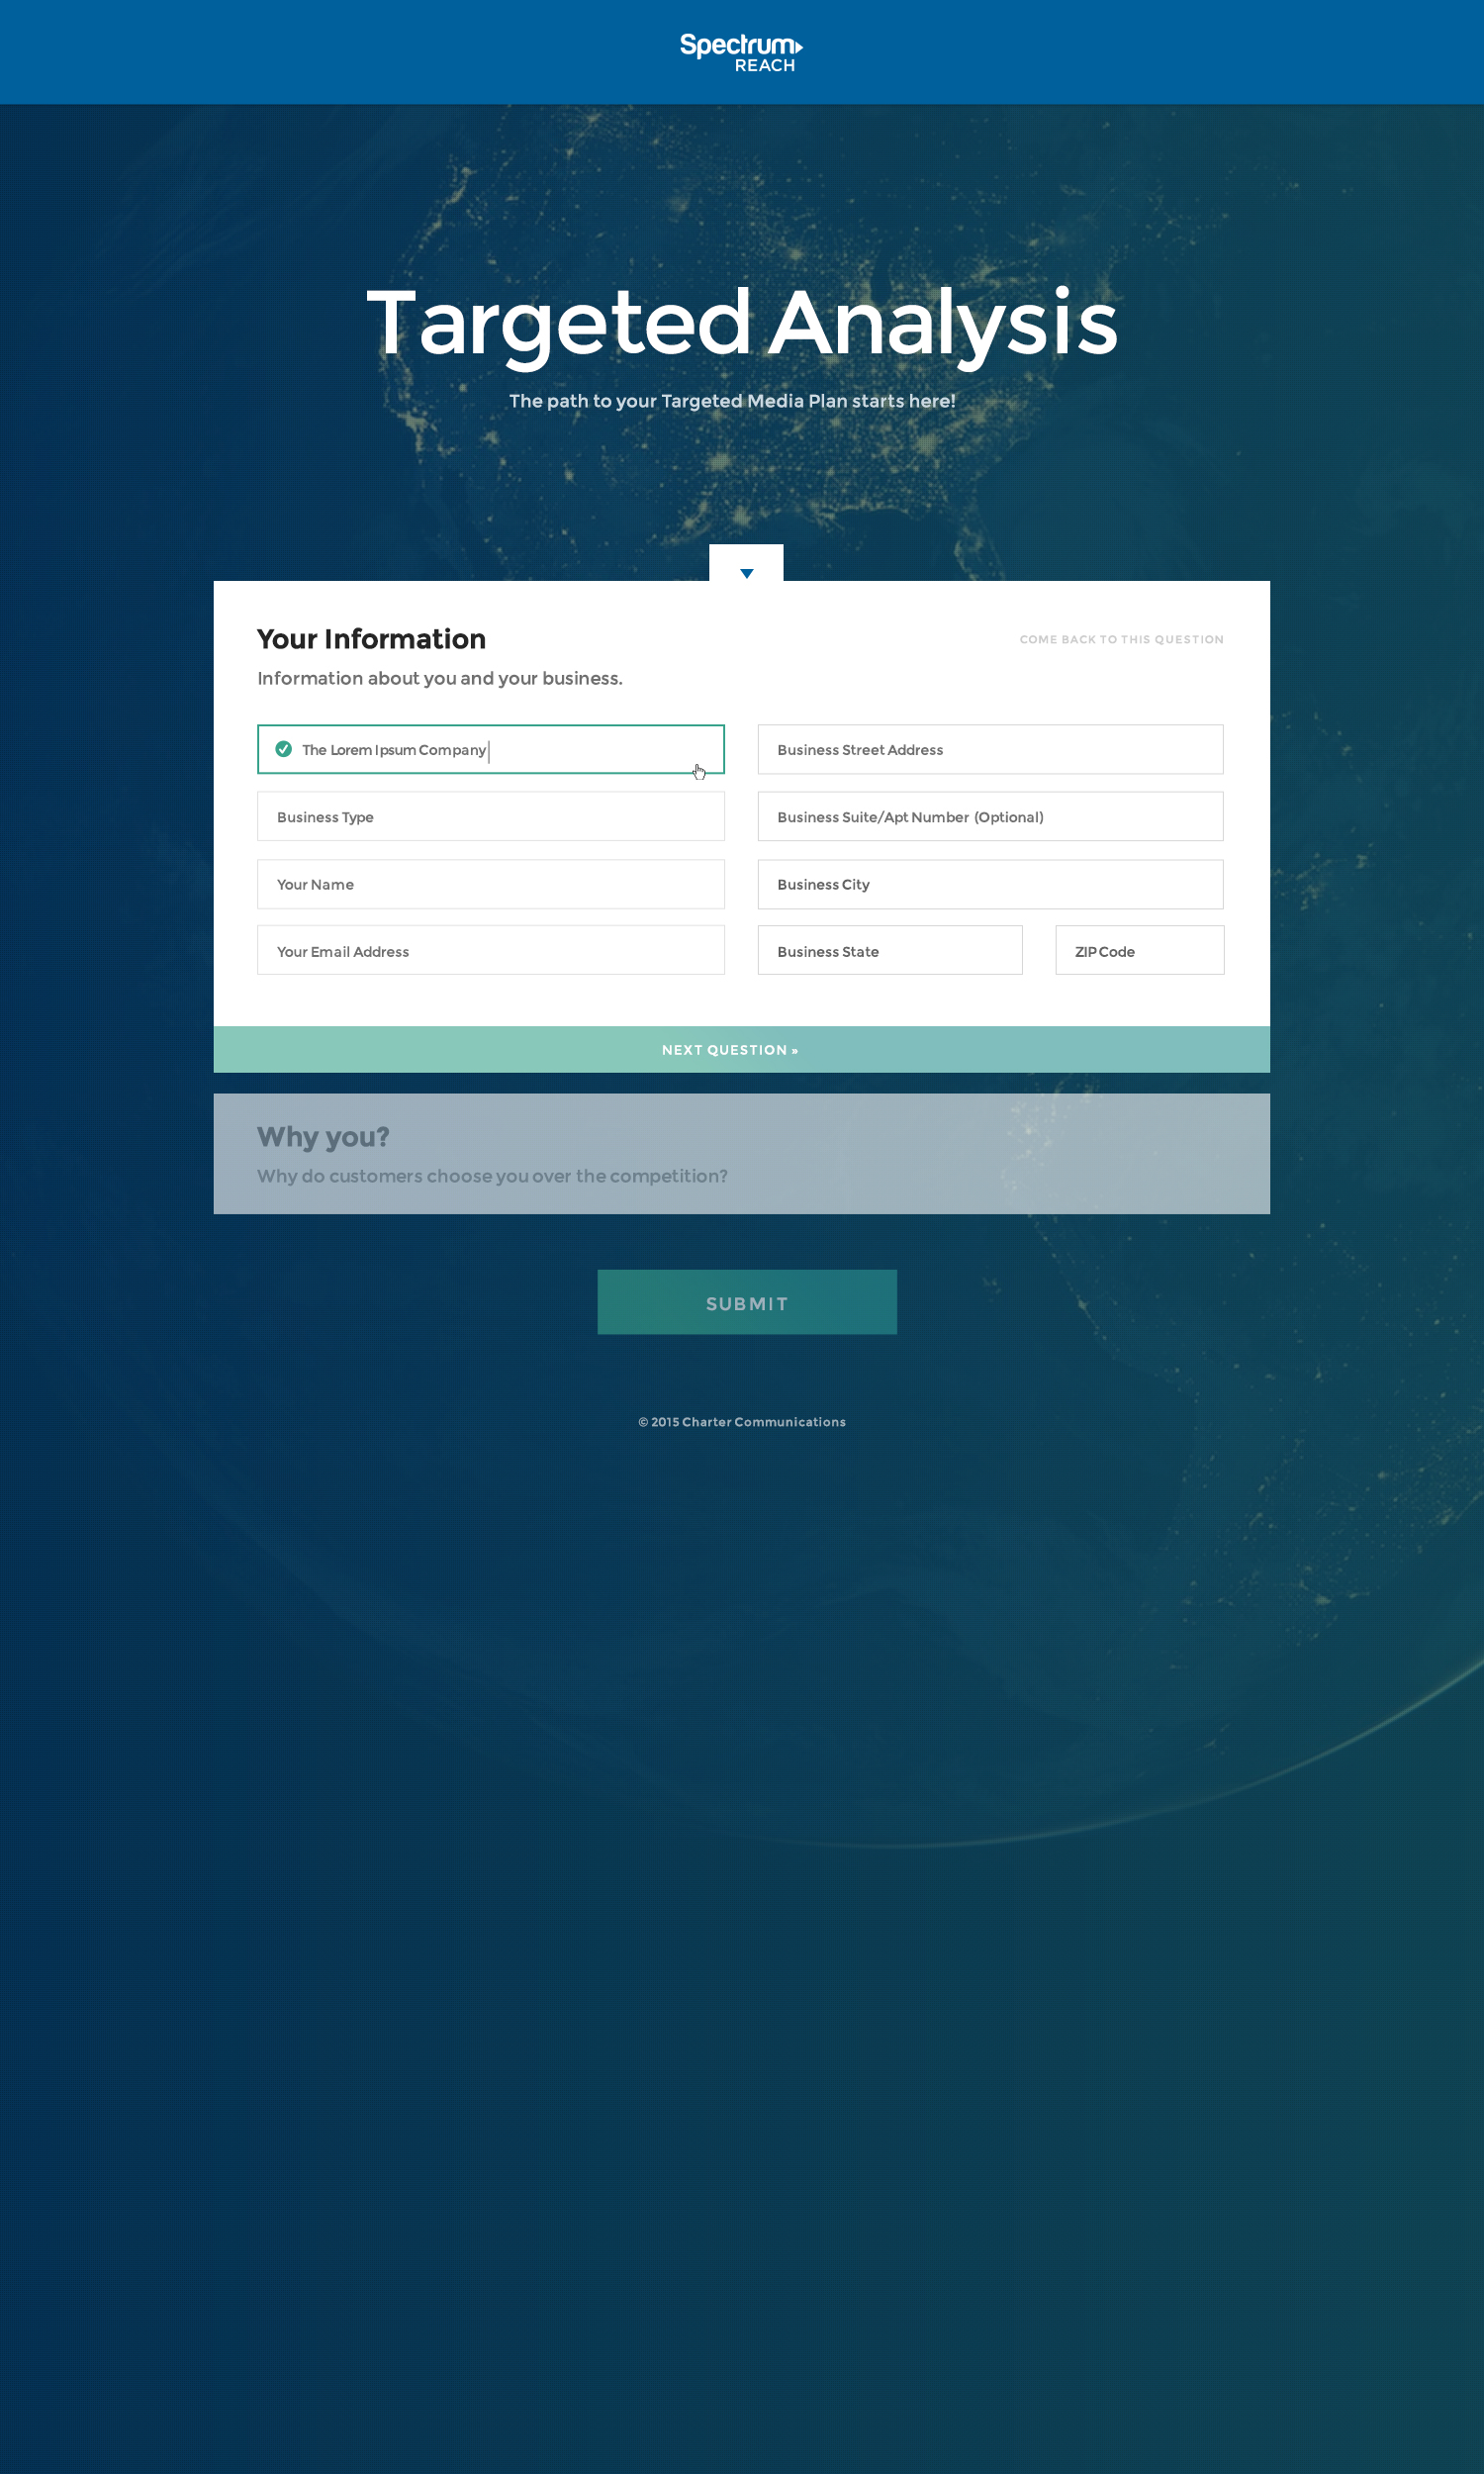 Spectrum
REACH
Targeted Analysis
The path to your Targeted Media Plan starts here!
Your Information
COME BACK TO THIS QUESTION
Information about you and your business.
The Lorem Ipsum Company
Business Street Address
Business Type
Business Suite/Apt Number (Optional)
Your Name
Business City
Your Email Address
Business State
ZIP Code
NEXT QUESTION »
Why you?
Why do customers choose you over the competition?
SUBMIT
© 2015 Charter Communications